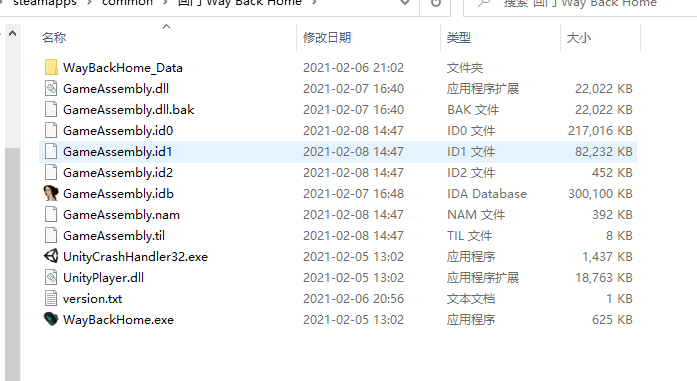 steamapps > common > 回门 Way Back Home >
搜索"回门 Way Back Home"
名称 修改日期 类型 大小
WayBackHome_Data 2021-02-06 21:02 文件夹
GameAssembly.dll 2021-02-07 16:40 应用程序扩展 22,022 KB
GameAssembly.dll.bak 2021-02-07 16:40 BAK 文件 22,022 KB
GameAssembly.id0 2021-02-08 14:47 ID0 文件 217,016 KB
GameAssembly.id1 2021-02-08 14:47 ID1 文件 82,232 KB
GameAssembly.id2 2021-02-08 14:47 ID2 文件 452 KB
GameAssembly.idb 2021-02-07 16:48 IDA Database 300,100 KB
GameAssembly.nam 2021-02-08 14:47 NAM 文件 392 KB
GameAssembly.til 2021-02-08 14:47 TIL 文件 8 KB
UnityCrashHandler32.exe 2021-02-05 13:02 应用程序 1,437 KB
UnityPlayer.dll 2021-02-05 13:02 应用程序扩展 18,763 KB
version.txt 2021-02-06 20:56 文本文档 1 KB
WayBackHome.exe 2021-02-05 13:02 应用程序 625 KB